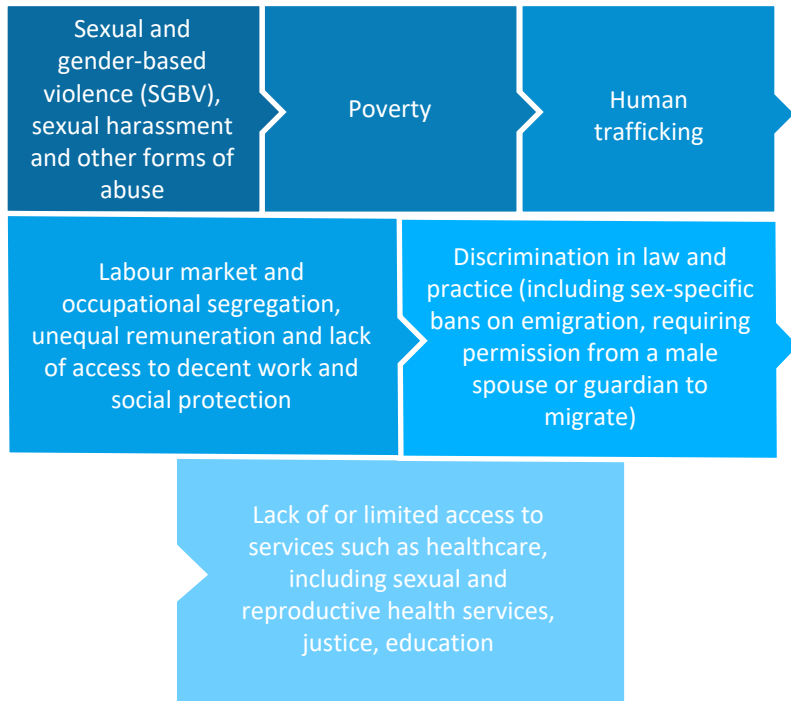 Sexual and
gender-based
violence (SGBV),
sexual harassment
and other forms of
abuse
Poverty
Human
trafficking
Labour market and
occupational segregation,
unequal remuneration and lack
of access to decent work and
social protection
Discrimination in law and
practice (including sex-specific
bans on emigration, requiring
permission from a male
spouse or guardian to
migrate)
Lack of or limited access to
services such as healthcare,
including sexual and
reproductive health services,
justice, education